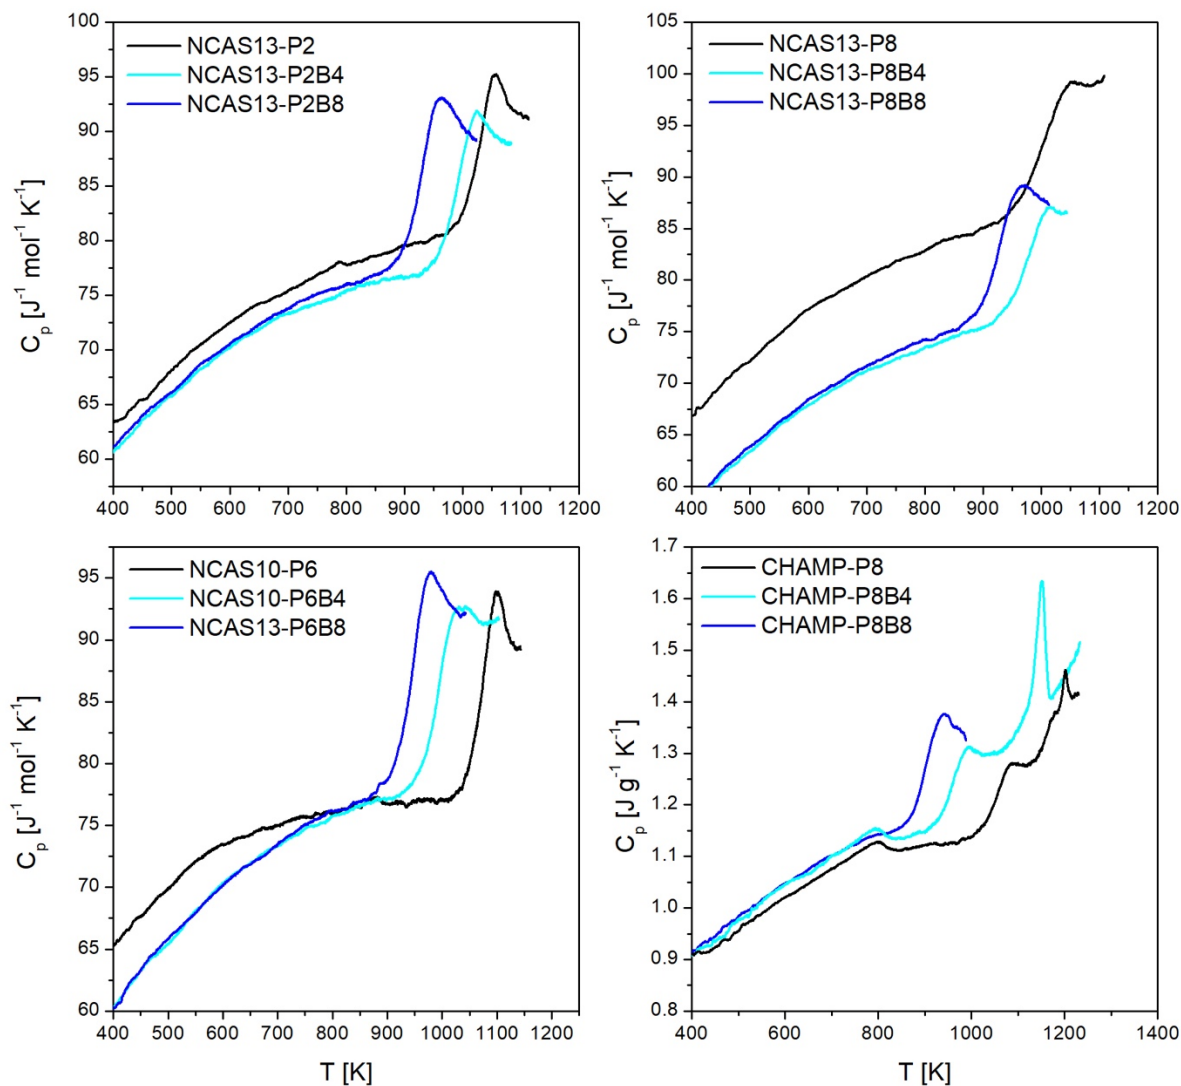 NCAS13-P2
NCAS13-P2B4
NCAS13-P2B8
100
95
90
85
80
75
70
65
60
Cp [J⁻¹ mol⁻¹ K⁻¹]
400 500 600 700 800 900 1000 1100 1200
NCAS13-P8
NCAS13-P8B4
NCAS13-P8B8
105
100
95
90
85
80
75
70
65
60
Cp [J⁻¹ mol⁻¹ K⁻¹]
400 500 600 700 800 900 1000 1100 1200
NCAS10-P6
NCAS10-P6B4
NCAS13-P6B8
95
90
85
80
75
70
65
60
Cp [J⁻¹ mol⁻¹ K⁻¹]
400 500 600 700 800 900 1000 1100 1200
T [K]
CHAMP-P8
CHAMP-P8B4
CHAMP-P8B8
1.7
1.6
1.5
1.4
1.3
1.2
1.1
1.0
0.9
0.8
Cp [J g⁻¹ K⁻¹]
400 600 800 1000 1200 1400
T [K]